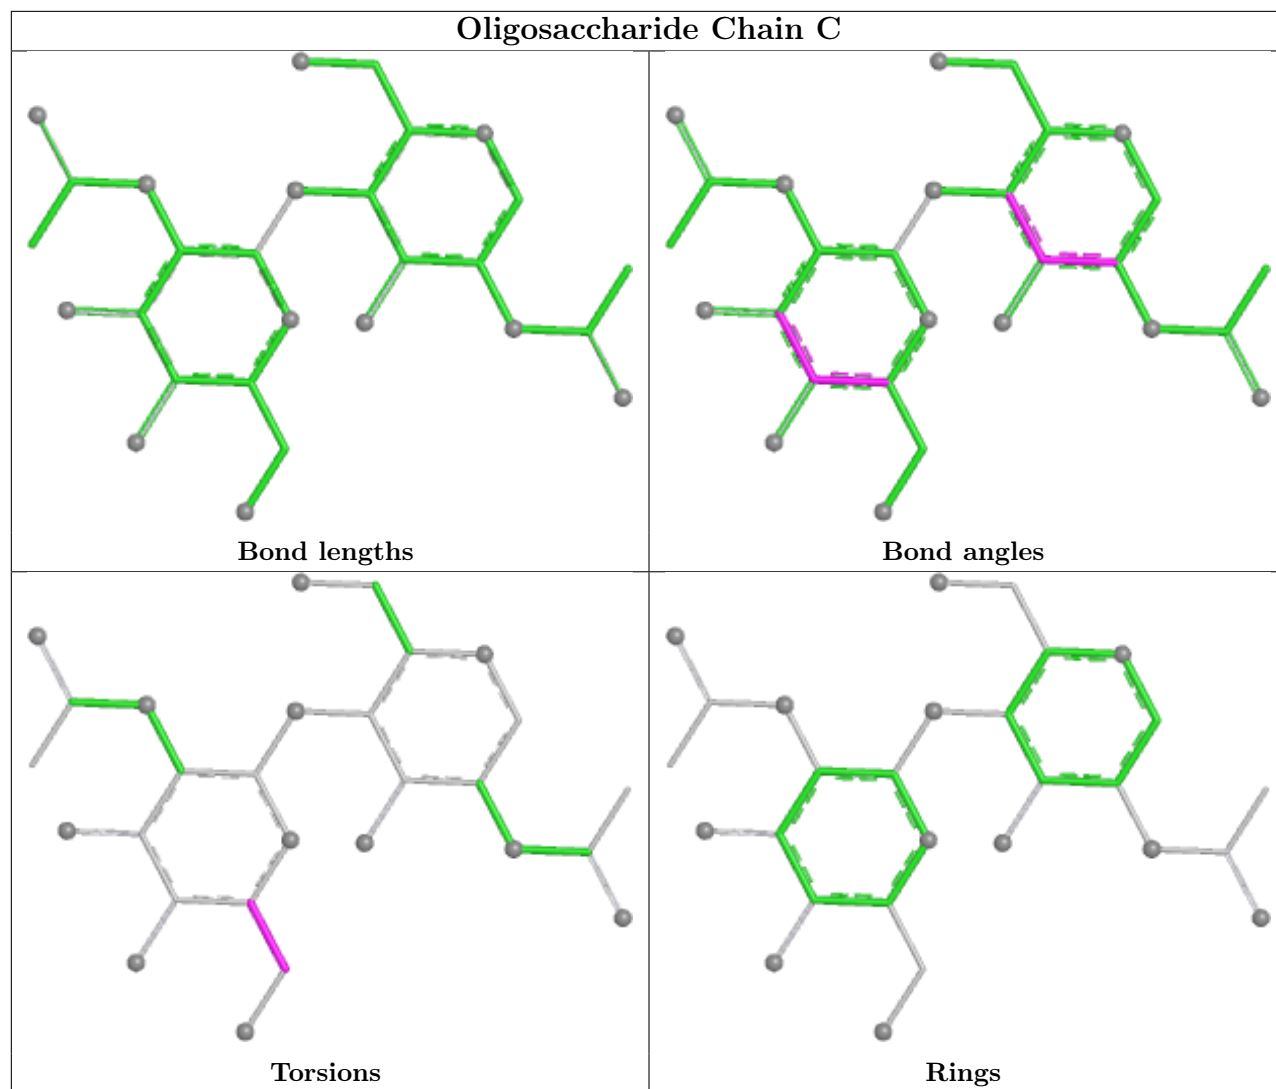 Oligosaccharide Chain C
Bond lengths
Bond angles
Torsions
Rings